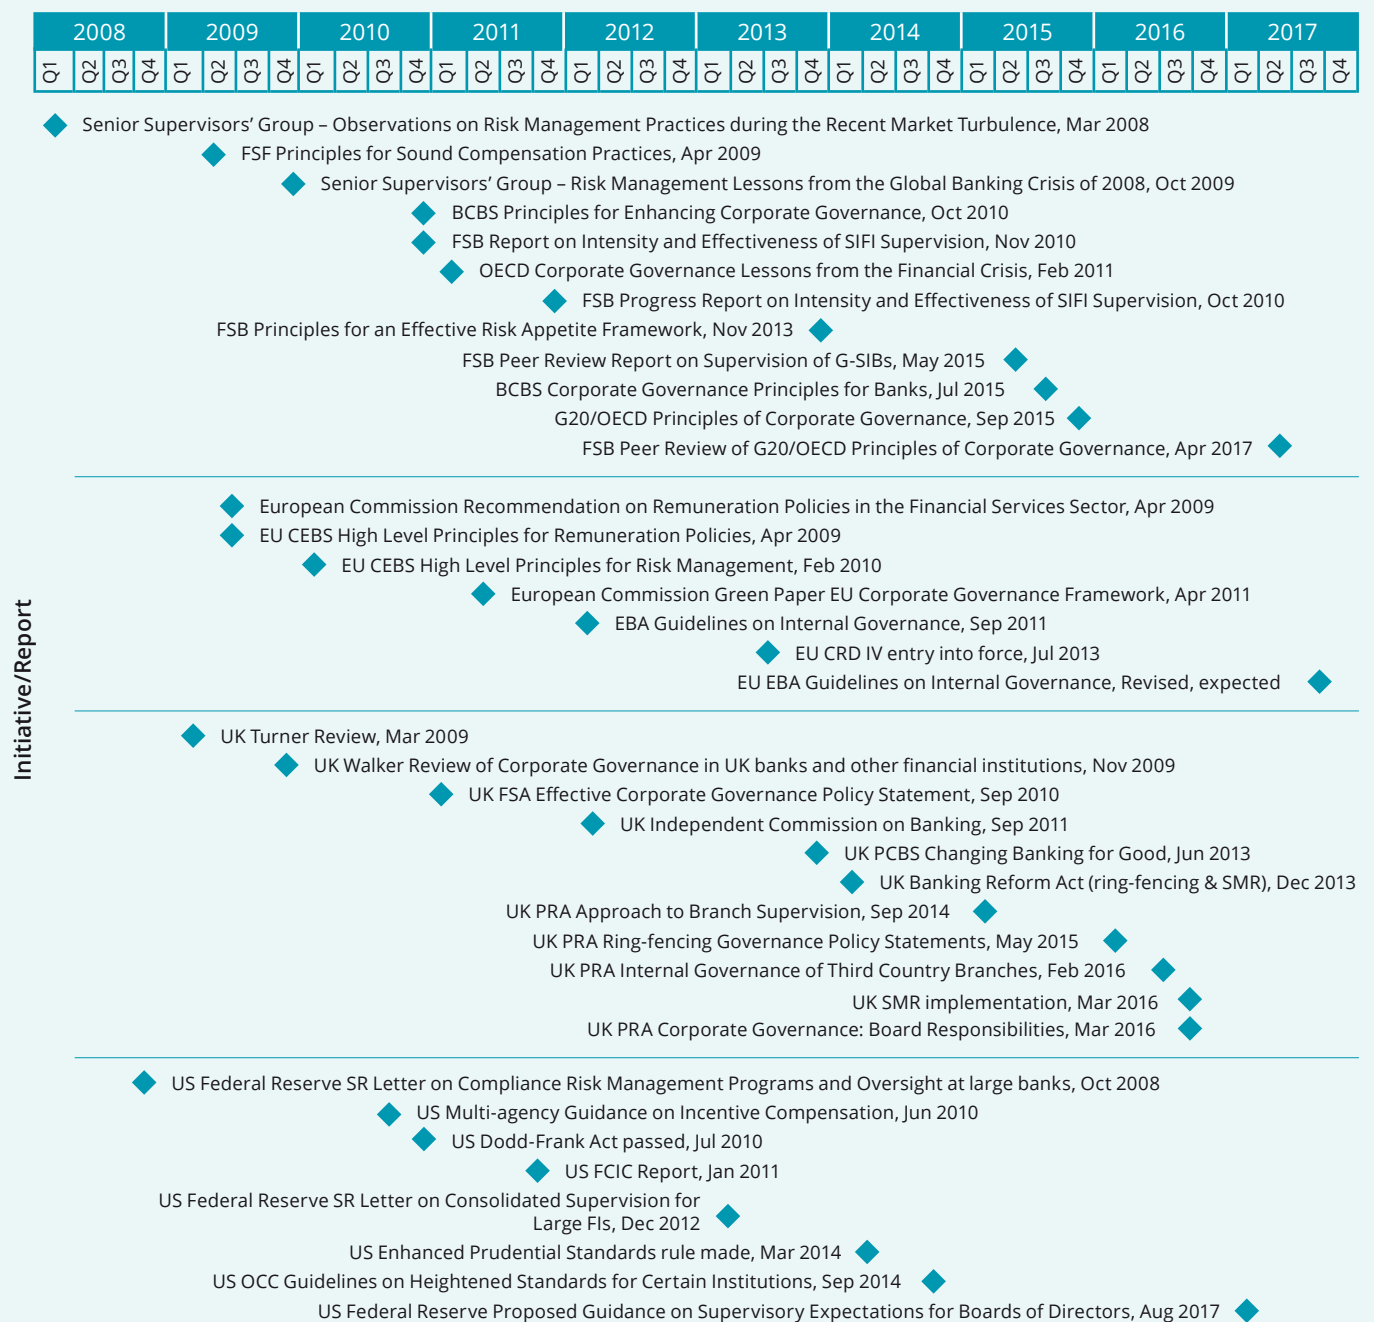 2008 2009 2010 2011 2012 2013 2014 2015 2016 2017
Q1 Q2 Q3 Q4 Q1 Q2 Q3 Q4 Q1 Q2 Q3 Q4 Q1 Q2 Q3 Q4 Q1 Q2 Q3 Q4 Q1 Q2 Q3 Q4 Q1 Q2 Q3 Q4 Q1 Q2 Q3 Q4 Q1 Q2 Q3 Q4 Q1 Q2 Q3 Q4
Initiative/Report
Senior Supervisors’ Group – Observations on Risk Management Practices during the Recent Market Turbulence, Mar 2008
FSF Principles for Sound Compensation Practices, Apr 2009
Senior Supervisors’ Group – Risk Management Lessons from the Global Banking Crisis of 2008, Oct 2009
BCBS Principles for Enhancing Corporate Governance, Oct 2010
FSB Report on Intensity and Effectiveness of SIFI Supervision, Nov 2010
OECD Corporate Governance Lessons from the Financial Crisis, Feb 2011
FSB Progress Report on Intensity and Effectiveness of SIFI Supervision, Oct 2010
FSB Principles for an Effective Risk Appetite Framework, Nov 2013
FSB Peer Review Report on Supervision of G-SIBs, May 2015
BCBS Corporate Governance Principles for Banks, Jul 2015
G20/OECD Principles of Corporate Governance, Sep 2015
FSB Peer Review of G20/OECD Principles of Corporate Governance, Apr 2017
European Commission Recommendation on Remuneration Policies in the Financial Services Sector, Apr 2009
EU CEBS High Level Principles for Remuneration Policies, Apr 2009
EU CEBS High Level Principles for Risk Management, Feb 2010
European Commission Green Paper EU Corporate Governance Framework, Apr 2011
EBA Guidelines on Internal Governance, Sep 2011
EU CRD IV entry into force, Jul 2013
EU EBA Guidelines on Internal Governance, Revised, expected
UK Turner Review, Mar 2009
UK Walker Review of Corporate Governance in UK banks and other financial institutions, Nov 2009
UK FSA Effective Corporate Governance Policy Statement, Sep 2010
UK Independent Commission on Banking, Sep 2011
UK PCBS Changing Banking for Good, Jun 2013
UK Banking Reform Act (ring-fencing & SMR), Dec 2013
UK PRA Approach to Branch Supervision, Sep 2014
UK PRA Ring-fencing Governance Policy Statements, May 2015
UK PRA Internal Governance of Third Country Branches, Feb 2016
UK SMR implementation, Mar 2016
UK PRA Corporate Governance: Board Responsibilities, Mar 2016
US Federal Reserve SR Letter on Compliance Risk Management Programs and Oversight at large banks, Oct 2008
US Multi-agency Guidance on Incentive Compensation, Jun 2010
US Dodd-Frank Act passed, Jul 2010
US FCIC Report, Jan 2011
US Federal Reserve SR Letter on Consolidated Supervision for
Large FIs, Dec 2012
US Enhanced Prudential Standards rule made, Mar 2014
US OCC Guidelines on Heightened Standards for Certain Institutions, Sep 2014
US Federal Reserve Proposed Guidance on Supervisory Expectations for Boards of Directors, Aug 2017